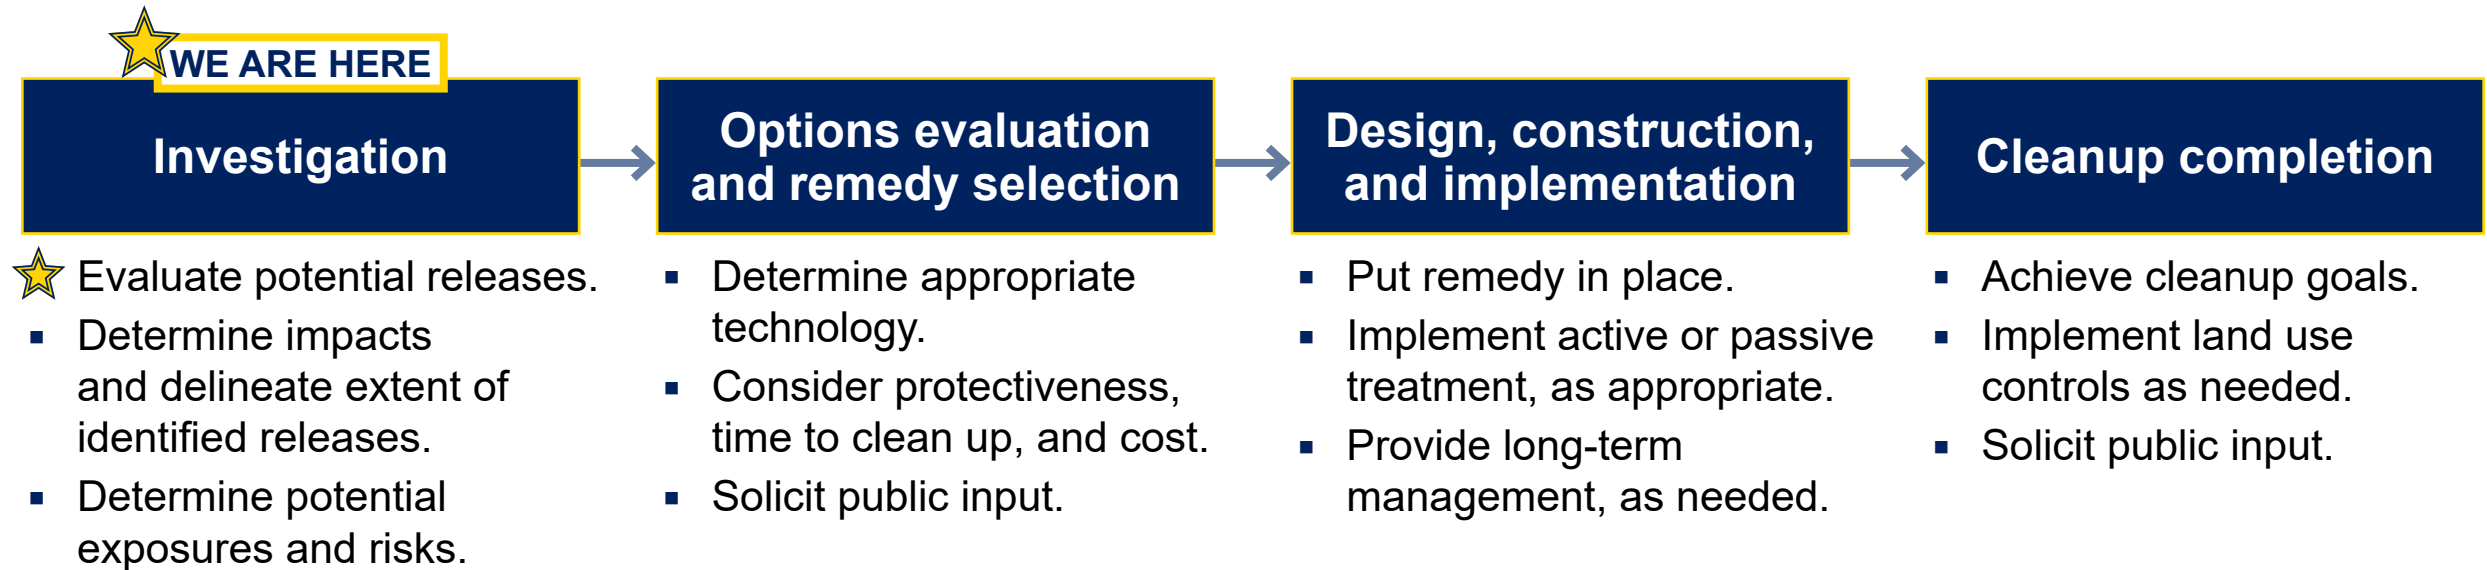 WE ARE HERE
Investigation
Evaluate potential releases.
▪ Determine impacts
and delineate extent of
identified releases.
▪ Determine potential
exposures and risks.
Options evaluation
and remedy selection
▪ Determine appropriate
technology.
▪ Consider protectiveness,
time to clean up, and cost.
▪ Solicit public input.
Design, construction,
and implementation
▪ Put remedy in place.
▪ Implement active or passive
treatment, as appropriate.
▪ Provide long-term
management, as needed.
Cleanup completion
▪ Achieve cleanup goals.
▪ Implement land use
controls as needed.
▪ Solicit public input.